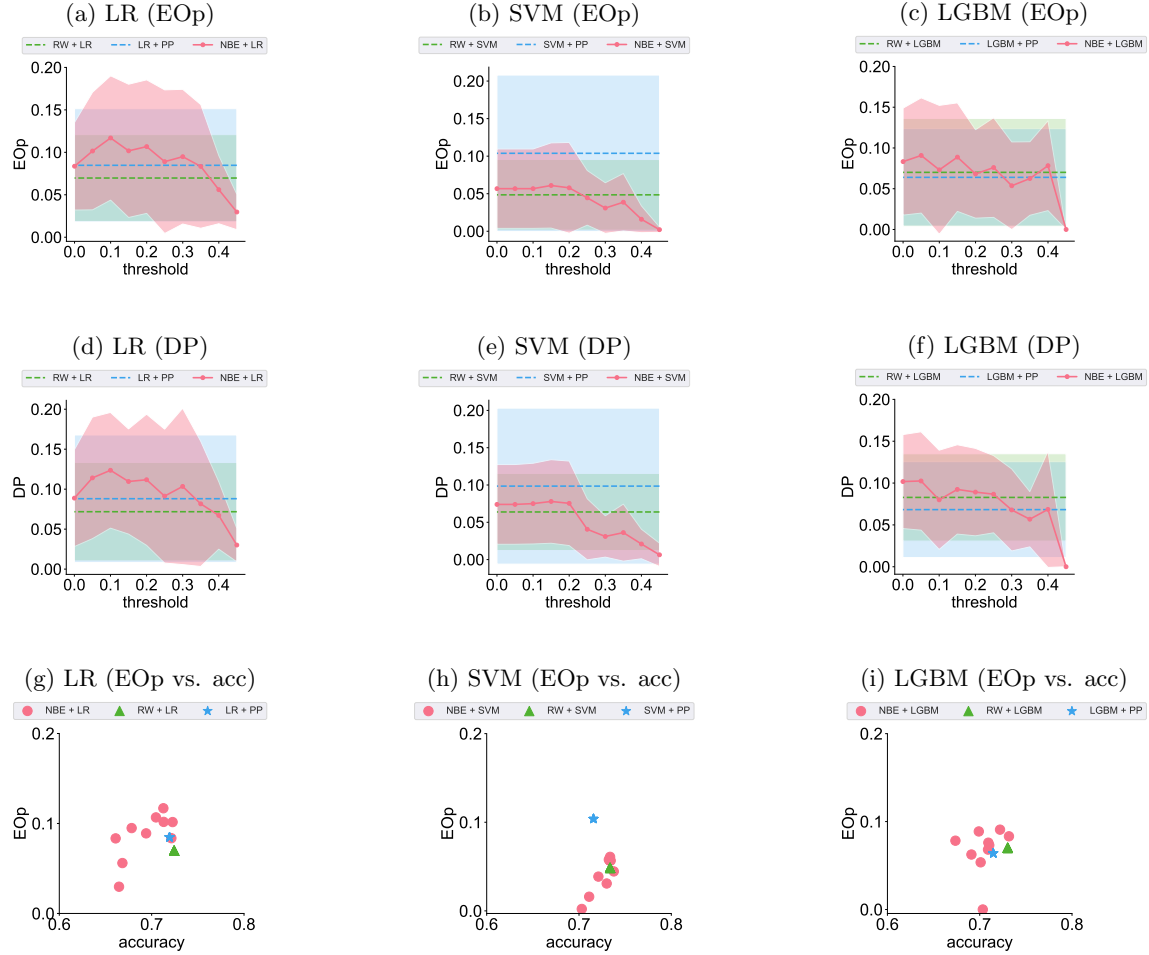 (a) LR (EOp)
RW + LR LR + PP NBE + LR
0.20
0.15
0.10
0.05
0.00
EOp
0.0 0.1 0.2 0.3 0.4
threshold
(b) SVM (EOp)
RW + SVM SVM + PP NBE + SVM
0.20
0.15
0.10
0.05
0.00
EOp
0.0 0.1 0.2 0.3 0.4
threshold
(c) LGBM (EOp)
RW + LGBM LGBM + PP NBE + LGBM
0.20
0.15
0.10
0.05
0.00
EOp
0.0 0.1 0.2 0.3 0.4
threshold
(d) LR (DP)
RW + LR LR + PP NBE + LR
0.20
0.15
0.10
0.05
0.00
DP
0.0 0.1 0.2 0.3 0.4
threshold
(e) SVM (DP)
RW + SVM SVM + PP NBE + SVM
0.20
0.15
0.10
0.05
0.00
DP
0.0 0.1 0.2 0.3 0.4
threshold
(f) LGBM (DP)
RW + LGBM LGBM + PP NBE + LGBM
0.20
0.15
0.10
0.05
0.00
DP
0.0 0.1 0.2 0.3 0.4
threshold
(g) LR (EOp vs. acc)
NBE + LR RW + LR LR + PP
0.2
0.1
0.0
EOp
0.6 0.7 0.8
accuracy
(h) SVM (EOp vs. acc)
NBE + SVM RW + SVM SVM + PP
0.2
0.1
0.0
EOp
0.6 0.7 0.8
accuracy
(i) LGBM (EOp vs. acc)
NBE + LGBM RW + LGBM LGBM + PP
0.2
0.1
0.0
EOp
0.6 0.7 0.8
accuracy